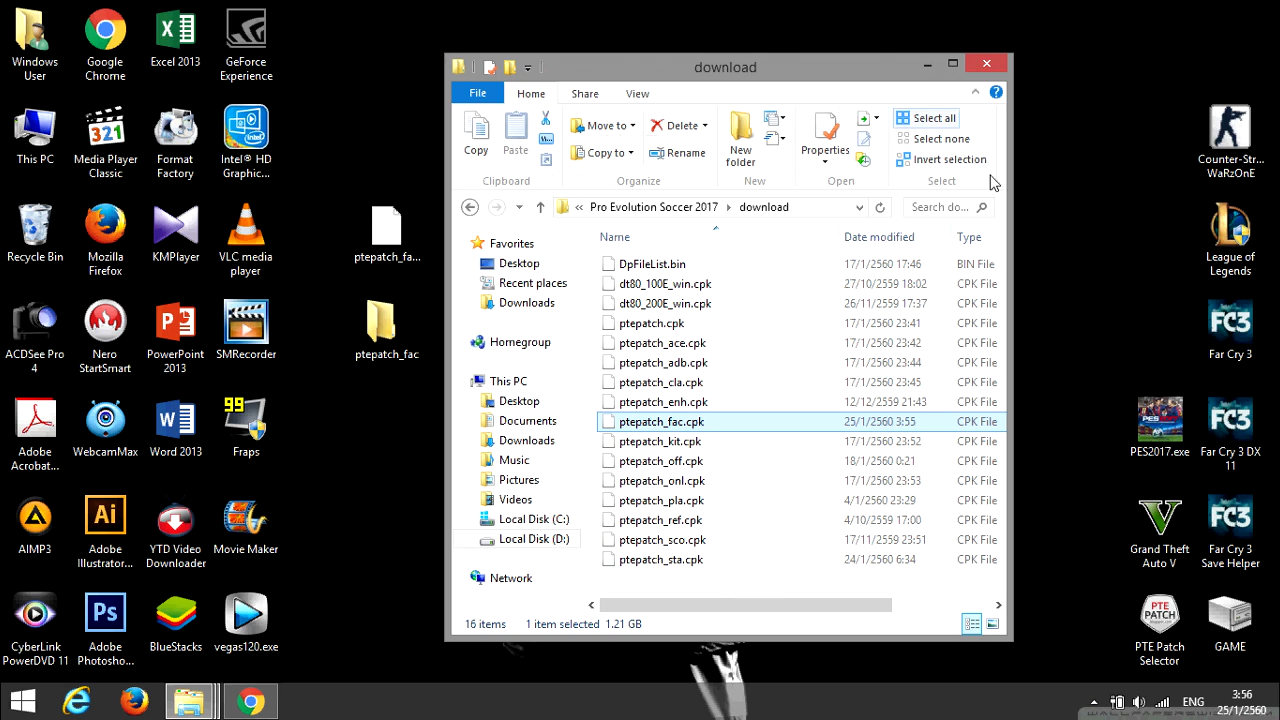 Windows User
Google Chrome
Excel 2013
GeForce Experience
This PC
Media Player Classic
Format Factory
Intel® HD Graphic...
Recycle Bin
Mozilla Firefox
KMPlayer
VLC media player
ACDSee Pro 4
Nero StartSmart
PowerPoint 2013
SMRecorder
Adobe Acrobat...
WebcamMax
Word 2013
99
Fraps
AIMP3
Adobe Illustrator...
YTD Video Downloader
Movie Maker
CyberLink PowerDVD 11
Adobe Photosho...
BlueStacks
vegas120.exe
ptepatch_fa...
ptepatch_fac
download
File
Home
Share
View
Copy
Paste
Move to
Copy to
Delete
Rename
New folder
Properties
Select all
Select none
Invert selection
Clipboard
Organize
New
Open
Select
« Pro Evolution Soccer 2017
download
Search do...
Favorites
Desktop
Recent places
Downloads
Homegroup
This PC
Desktop
Documents
Downloads
Music
Pictures
Videos
Local Disk (C:)
Local Disk (D:)
Network
Name Date modified Type
DpFileList.bin 17/1/2560 17:46 BIN File
dt80_100E_win.cpk 27/10/2559 18:02 CPK File
dt80_200E_win.cpk 26/11/2559 17:37 CPK File
ptepatch.cpk 17/1/2560 23:41 CPK File
ptepatch_ace.cpk 17/1/2560 23:42 CPK File
ptepatch_adb.cpk 17/1/2560 23:44 CPK File
ptepatch_cla.cpk 17/1/2560 23:45 CPK File
ptepatch_enh.cpk 12/12/2559 21:43 CPK File
ptepatch_fac.cpk 25/1/2560 3:55 CPK File
ptepatch_kit.cpk 17/1/2560 23:52 CPK File
ptepatch_off.cpk 18/1/2560 0:21 CPK File
ptepatch_onl.cpk 17/1/2560 23:53 CPK File
ptepatch_pla.cpk 4/1/2560 23:29 CPK File
ptepatch_ref.cpk 4/10/2559 17:00 CPK File
ptepatch_sco.cpk 17/11/2559 23:51 CPK File
ptepatch_sta.cpk 24/1/2560 6:34 CPK File
16 items 1 item selected 1.21 GB
Counter-Str... WaRzOnE
League of Legends
FC3
Far Cry 3
PES2017.exe
FC3
Far Cry 3 DX 11
Grand Theft Auto V
FC3
Far Cry 3 Save Helper
PTE PATCH
PTE Patch Selector
GAME
ENG
3:56
25/1/2560